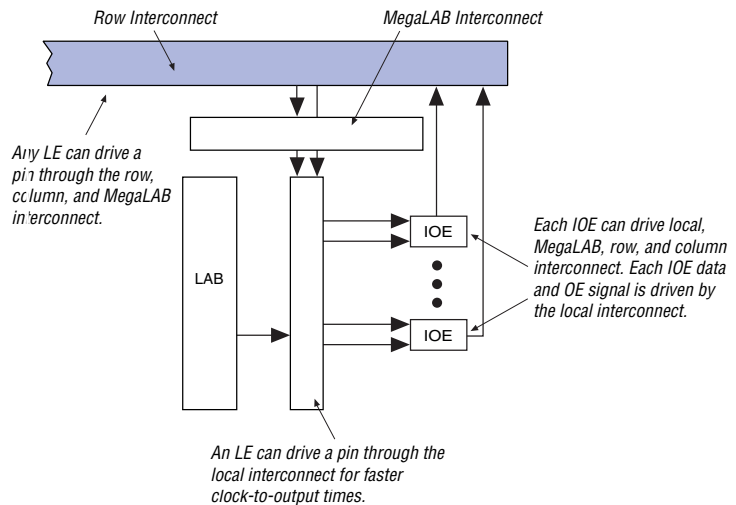 Row Interconnect
MegaLAB Interconnect
Any LE can drive a
pin through the row,
column, and MegaLAB
interconnect.
LAB
IOE
IOE
Each IOE can drive local,
MegaLAB, row, and column
interconnect. Each IOE data
and OE signal is driven by
the local interconnect.
An LE can drive a pin through the
local interconnect for faster
clock-to-output times.